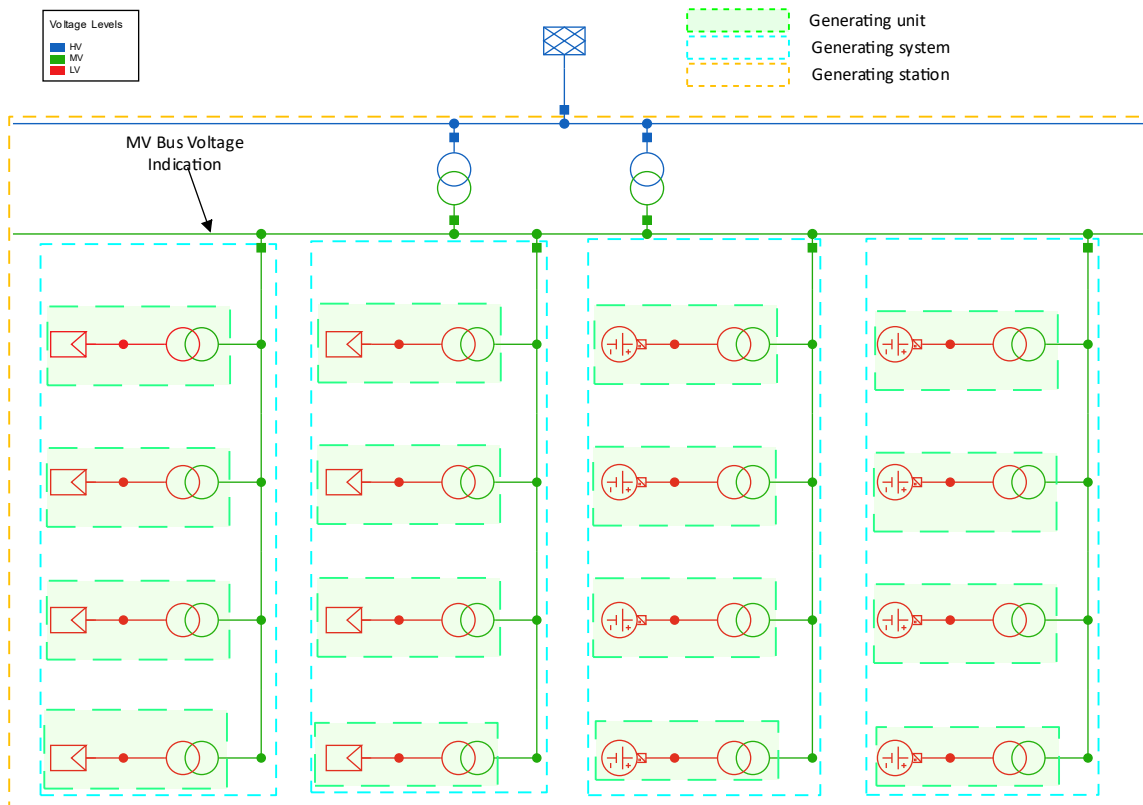 Voltage Levels
HV
MV
LV
Generating unit
Generating system
Generating station
MV Bus Voltage
Indication